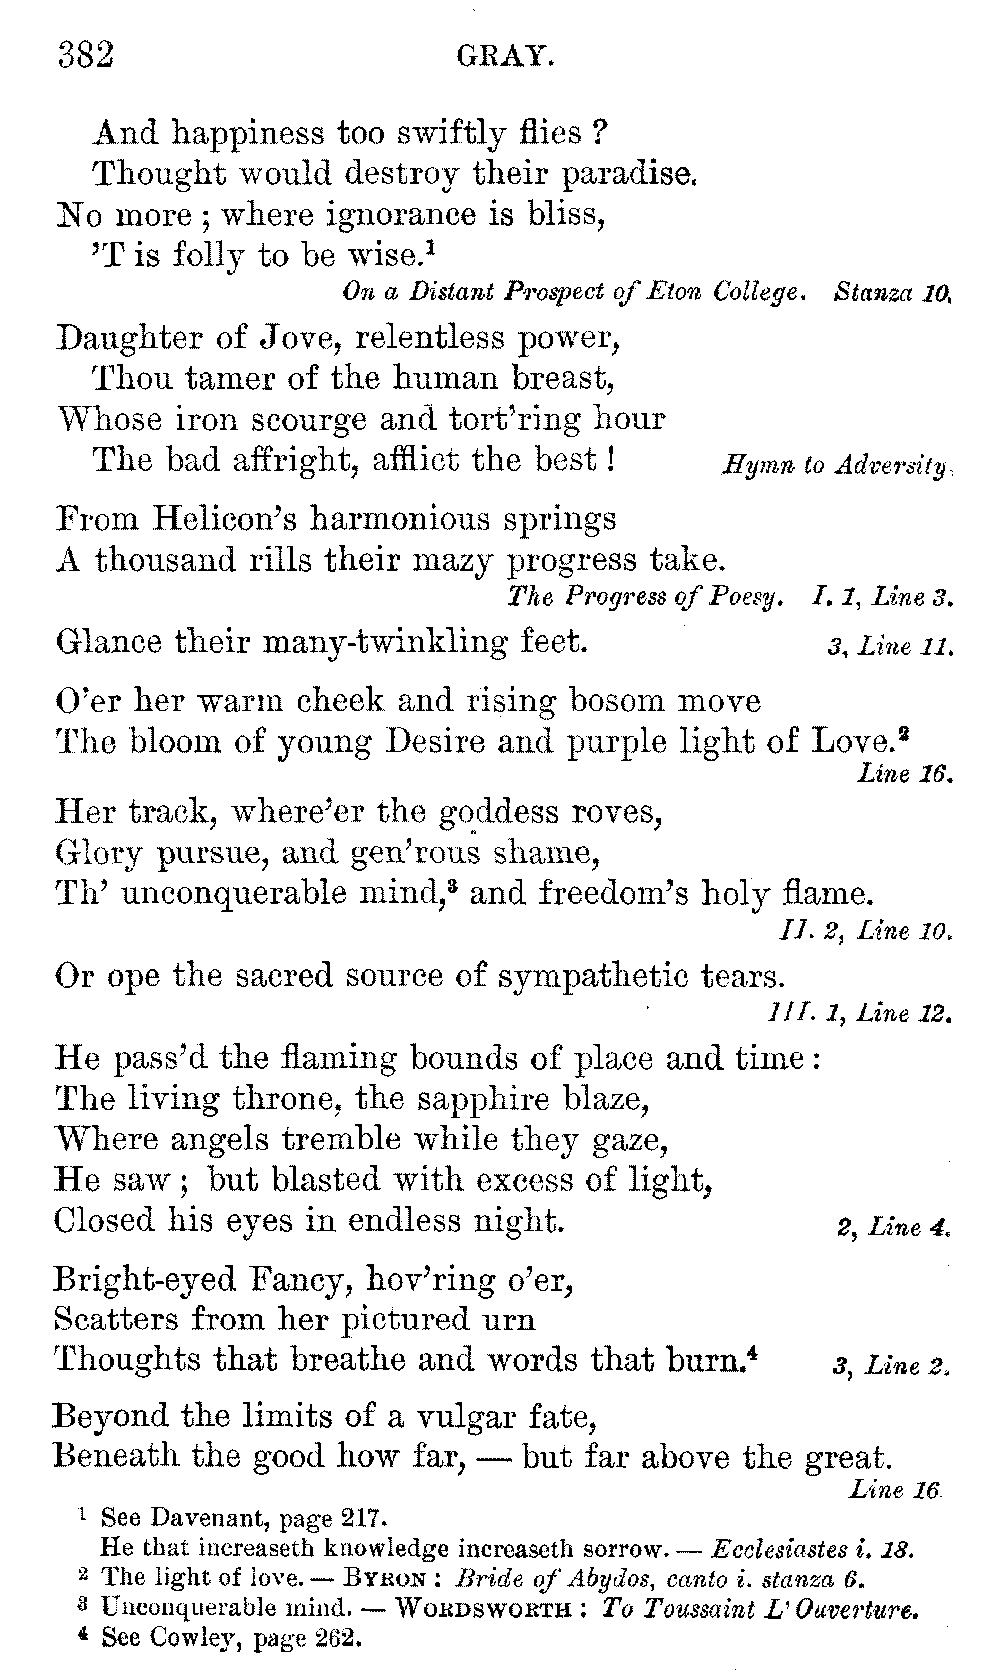 382 GRAY.
And happiness too swiftly flies ?
Thought would destroy their paradise.
No more ; where ignorance is bliss,
'T is folly to be wise.¹
On a Distant Prospect of Eton College. Stanza 10.
Daughter of Jove, relentless power,
Thou tamer of the human breast,
Whose iron scourge and tort'ring hour
The bad affright, afflict the best ! Hymn to Adversity.
From Helicon's harmonious springs
A thousand rills their mazy progress take.
The Progress of Poesy. I. 1, Line 3.
Glance their many-twinkling feet. 3, Line 11.
O'er her warm cheek and rising bosom move
The bloom of young Desire and purple light of Love.²
Line 16.
Her track, where'er the goddess roves,
Glory pursue, and gen'rous shame,
Th' unconquerable mind,³ and freedom's holy flame.
II. 2, Line 10.
Or ope the sacred source of sympathetic tears.
III. 1, Line 12.
He pass'd the flaming bounds of place and time :
The living throne, the sapphire blaze,
Where angels tremble while they gaze,
He saw ; but blasted with excess of light,
Closed his eyes in endless night. 2, Line 4.
Bright-eyed Fancy, hov'ring o'er,
Scatters from her pictured urn
Thoughts that breathe and words that burn.⁴ 3, Line 2.
Beyond the limits of a vulgar fate,
Beneath the good how far, — but far above the great.
Line 16.
¹ See Davenant, page 217.
He that increaseth knowledge increaseth sorrow. — Ecclesiastes i. 18.
² The light of love. — BYRON : Bride of Abydos, canto i. stanza 6.
³ Unconquerable mind. — WORDSWORTH : To Toussaint L' Ouverture.
⁴ See Cowley, page 262.